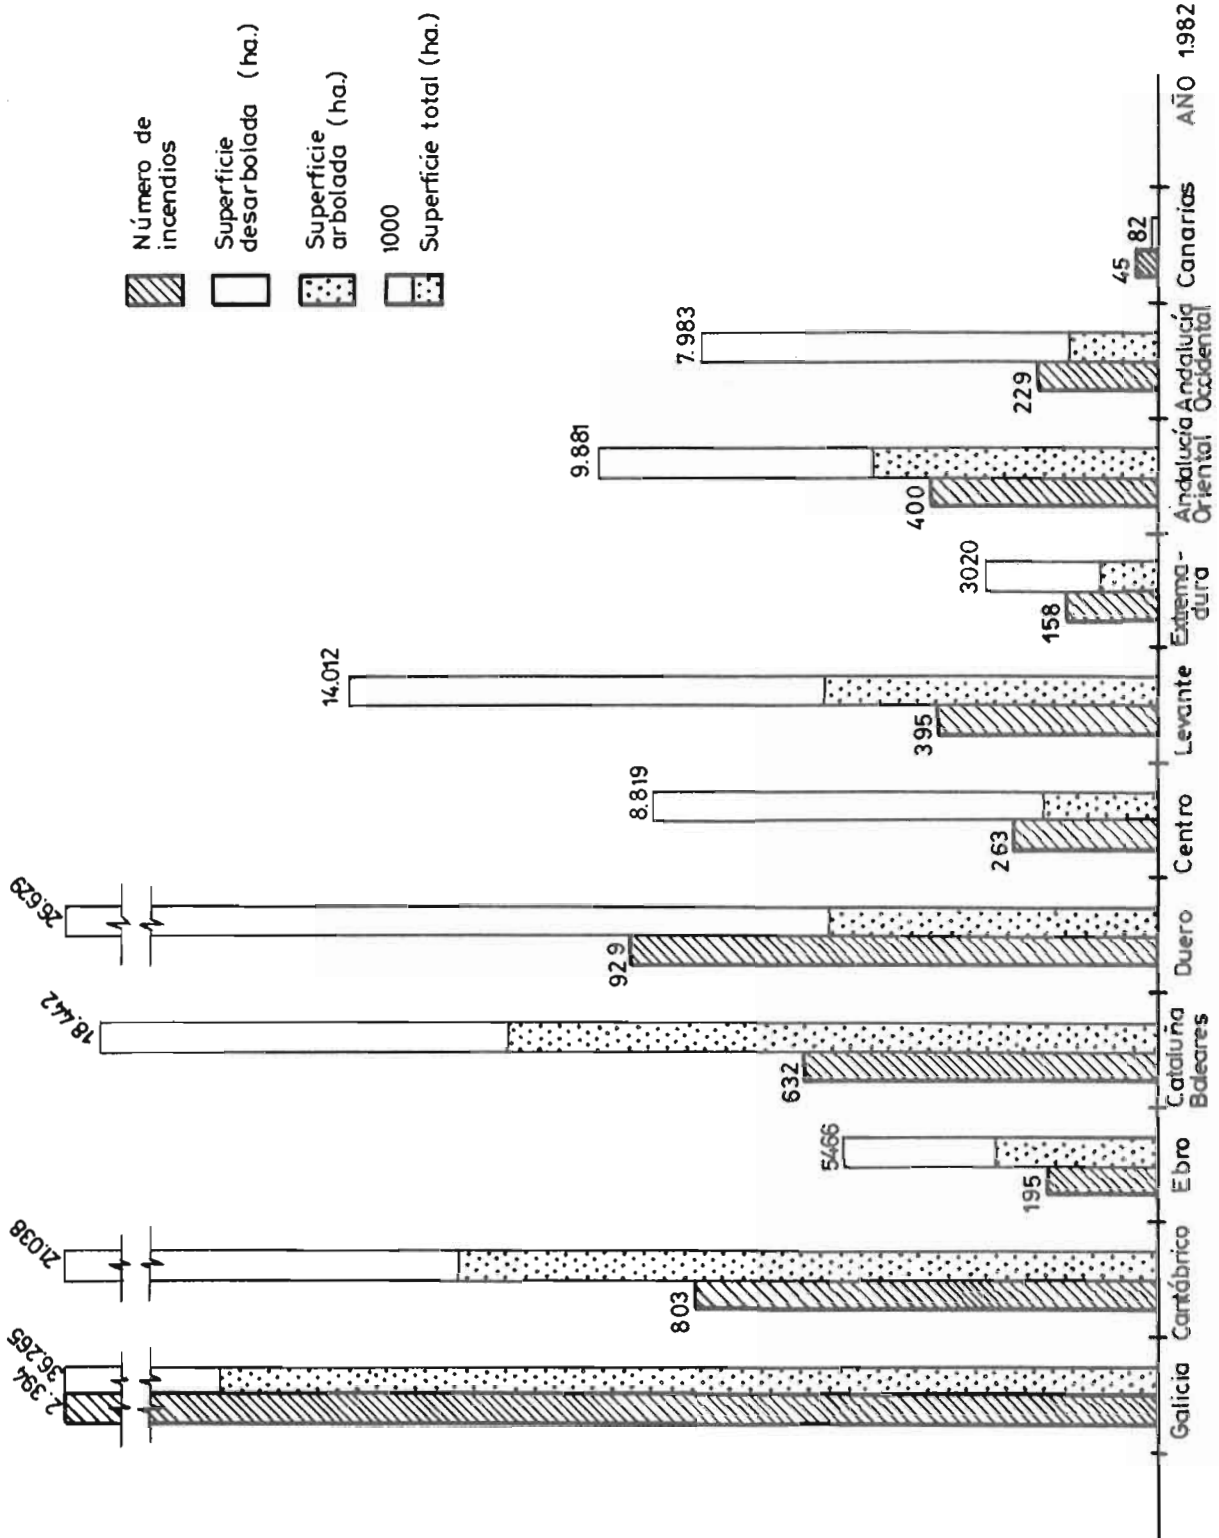 Número de
incendios
Superficie
desarbolada (ha.)
Superficie
arbolada (ha.)
1000
Superficie total (ha.)
2.394
36.265
21.038
803
5466
195
18.442
632
26.629
929
8.819
263
14.012
395
3020
158
9.881
400
7.983
229
45
82
Galicia
Cantábrico
Ebro
Cataluña
Baleares
Duero
Centro
Levante
Extrema-
dura
Andalucía
Oriental
Andalucía
Occidental
Canarias
AÑO 1.982